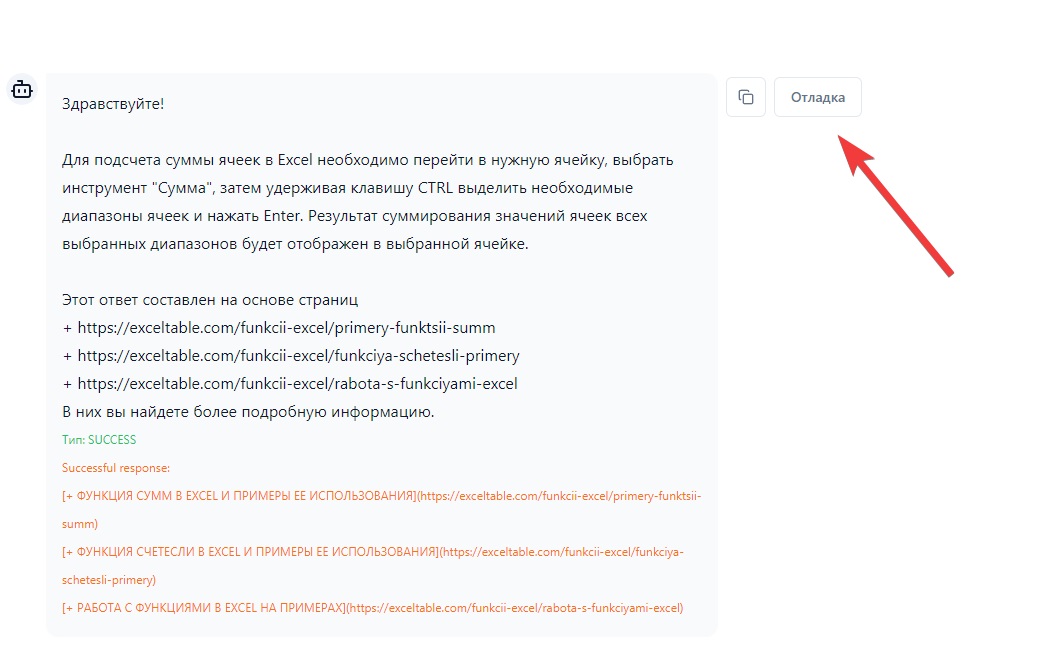 Здравствуйте!
Отладка
Для подсчета суммы ячеек в Excel необходимо перейти в нужную ячейку, выбрать
инструмент "Сумма", затем удерживая клавишу CTRL выделить необходимые
диапазоны ячеек и нажать Enter. Результат суммирования значений ячеек всех
выбранных диапазонов будет отображен в выбранной ячейке.
Этот ответ составлен на основе страниц
+ https://exceltable.com/funkcii-excel/primery-funktsii-summ
+ https://exceltable.com/funkcii-excel/funkciya-schetesli-primery
+ https://exceltable.com/funkcii-excel/rabota-s-funkciyami-excel
В них вы найдете более подробную информацию.
Тип: SUCCESS
Successful response:
[+ ФУНКЦИЯ СУММ В EXCEL И ПРИМЕРЫ ЕЕ ИСПОЛЬЗОВАНИЯ](https://exceltable.com/funkcii-excel/primery-funktsii-
summ)
[+ ФУНКЦИЯ СЧЕТЕСЛИ В EXCEL И ПРИМЕРЫ ЕЕ ИСПОЛЬЗОВАНИЯ](https://exceltable.com/funkcii-excel/funkciya-
schetesli-primery)
[+ РАБОТА С ФУНКЦИЯМИ В EXCEL НА ПРИМЕРАХ](https://exceltable.com/funkcii-excel/rabota-s-funkciyami-excel)